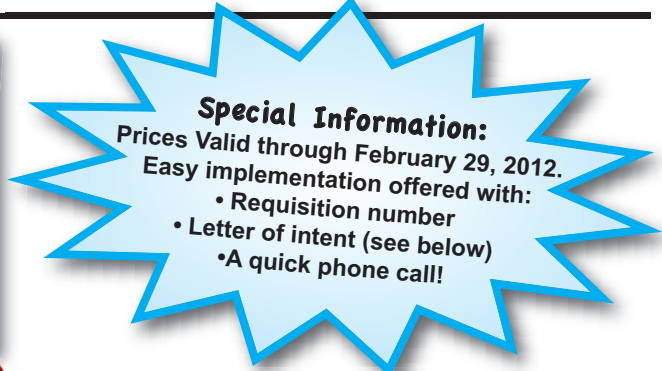 Special Information:
Prices Valid through February 29, 2012.
Easy implementation offered with:
• Requisition number
• Letter of intent (see below)
•A quick phone call!